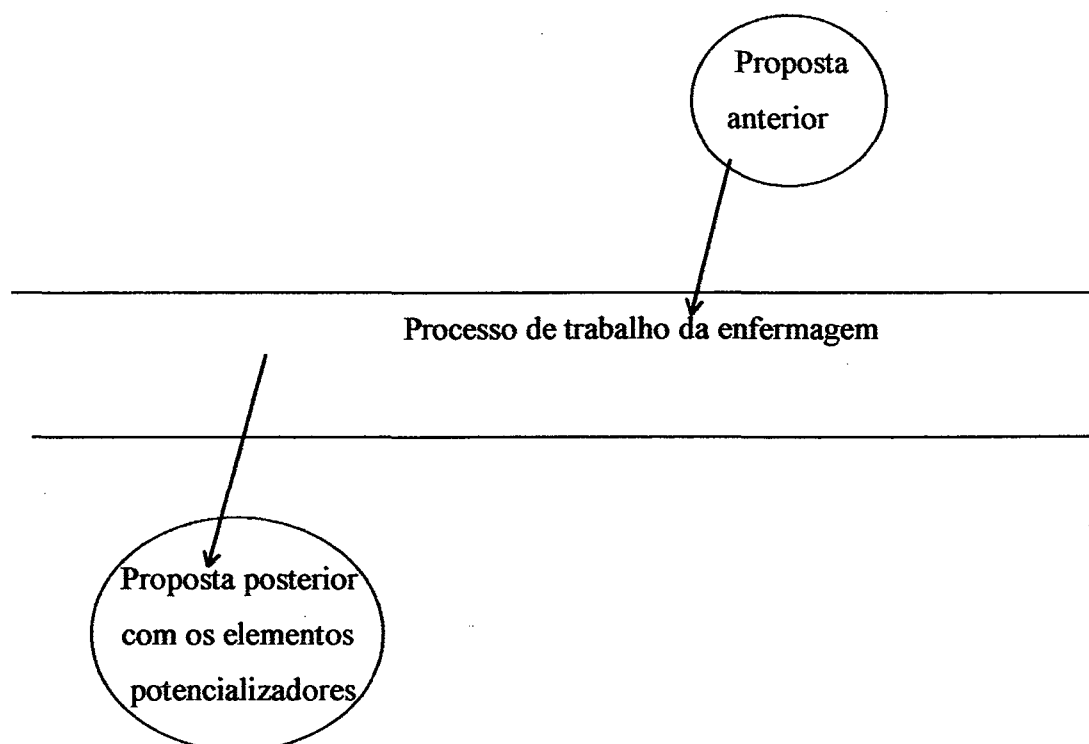 Proposta
anterior
Processo de trabalho da enfermagem
Proposta posterior
com os elementos
potencializadores